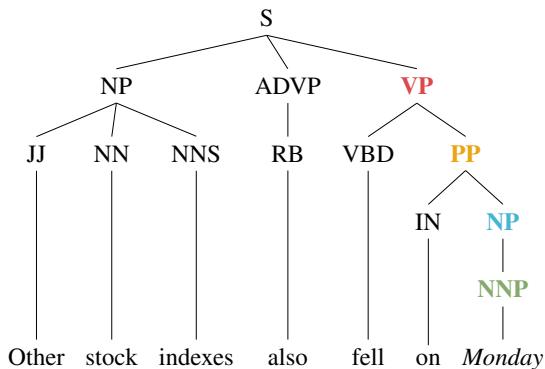 S
NP ADVP VP
JJ NN NNS RB VBD PP
IN NP
NNP
Other stock indexes also fell on Monday